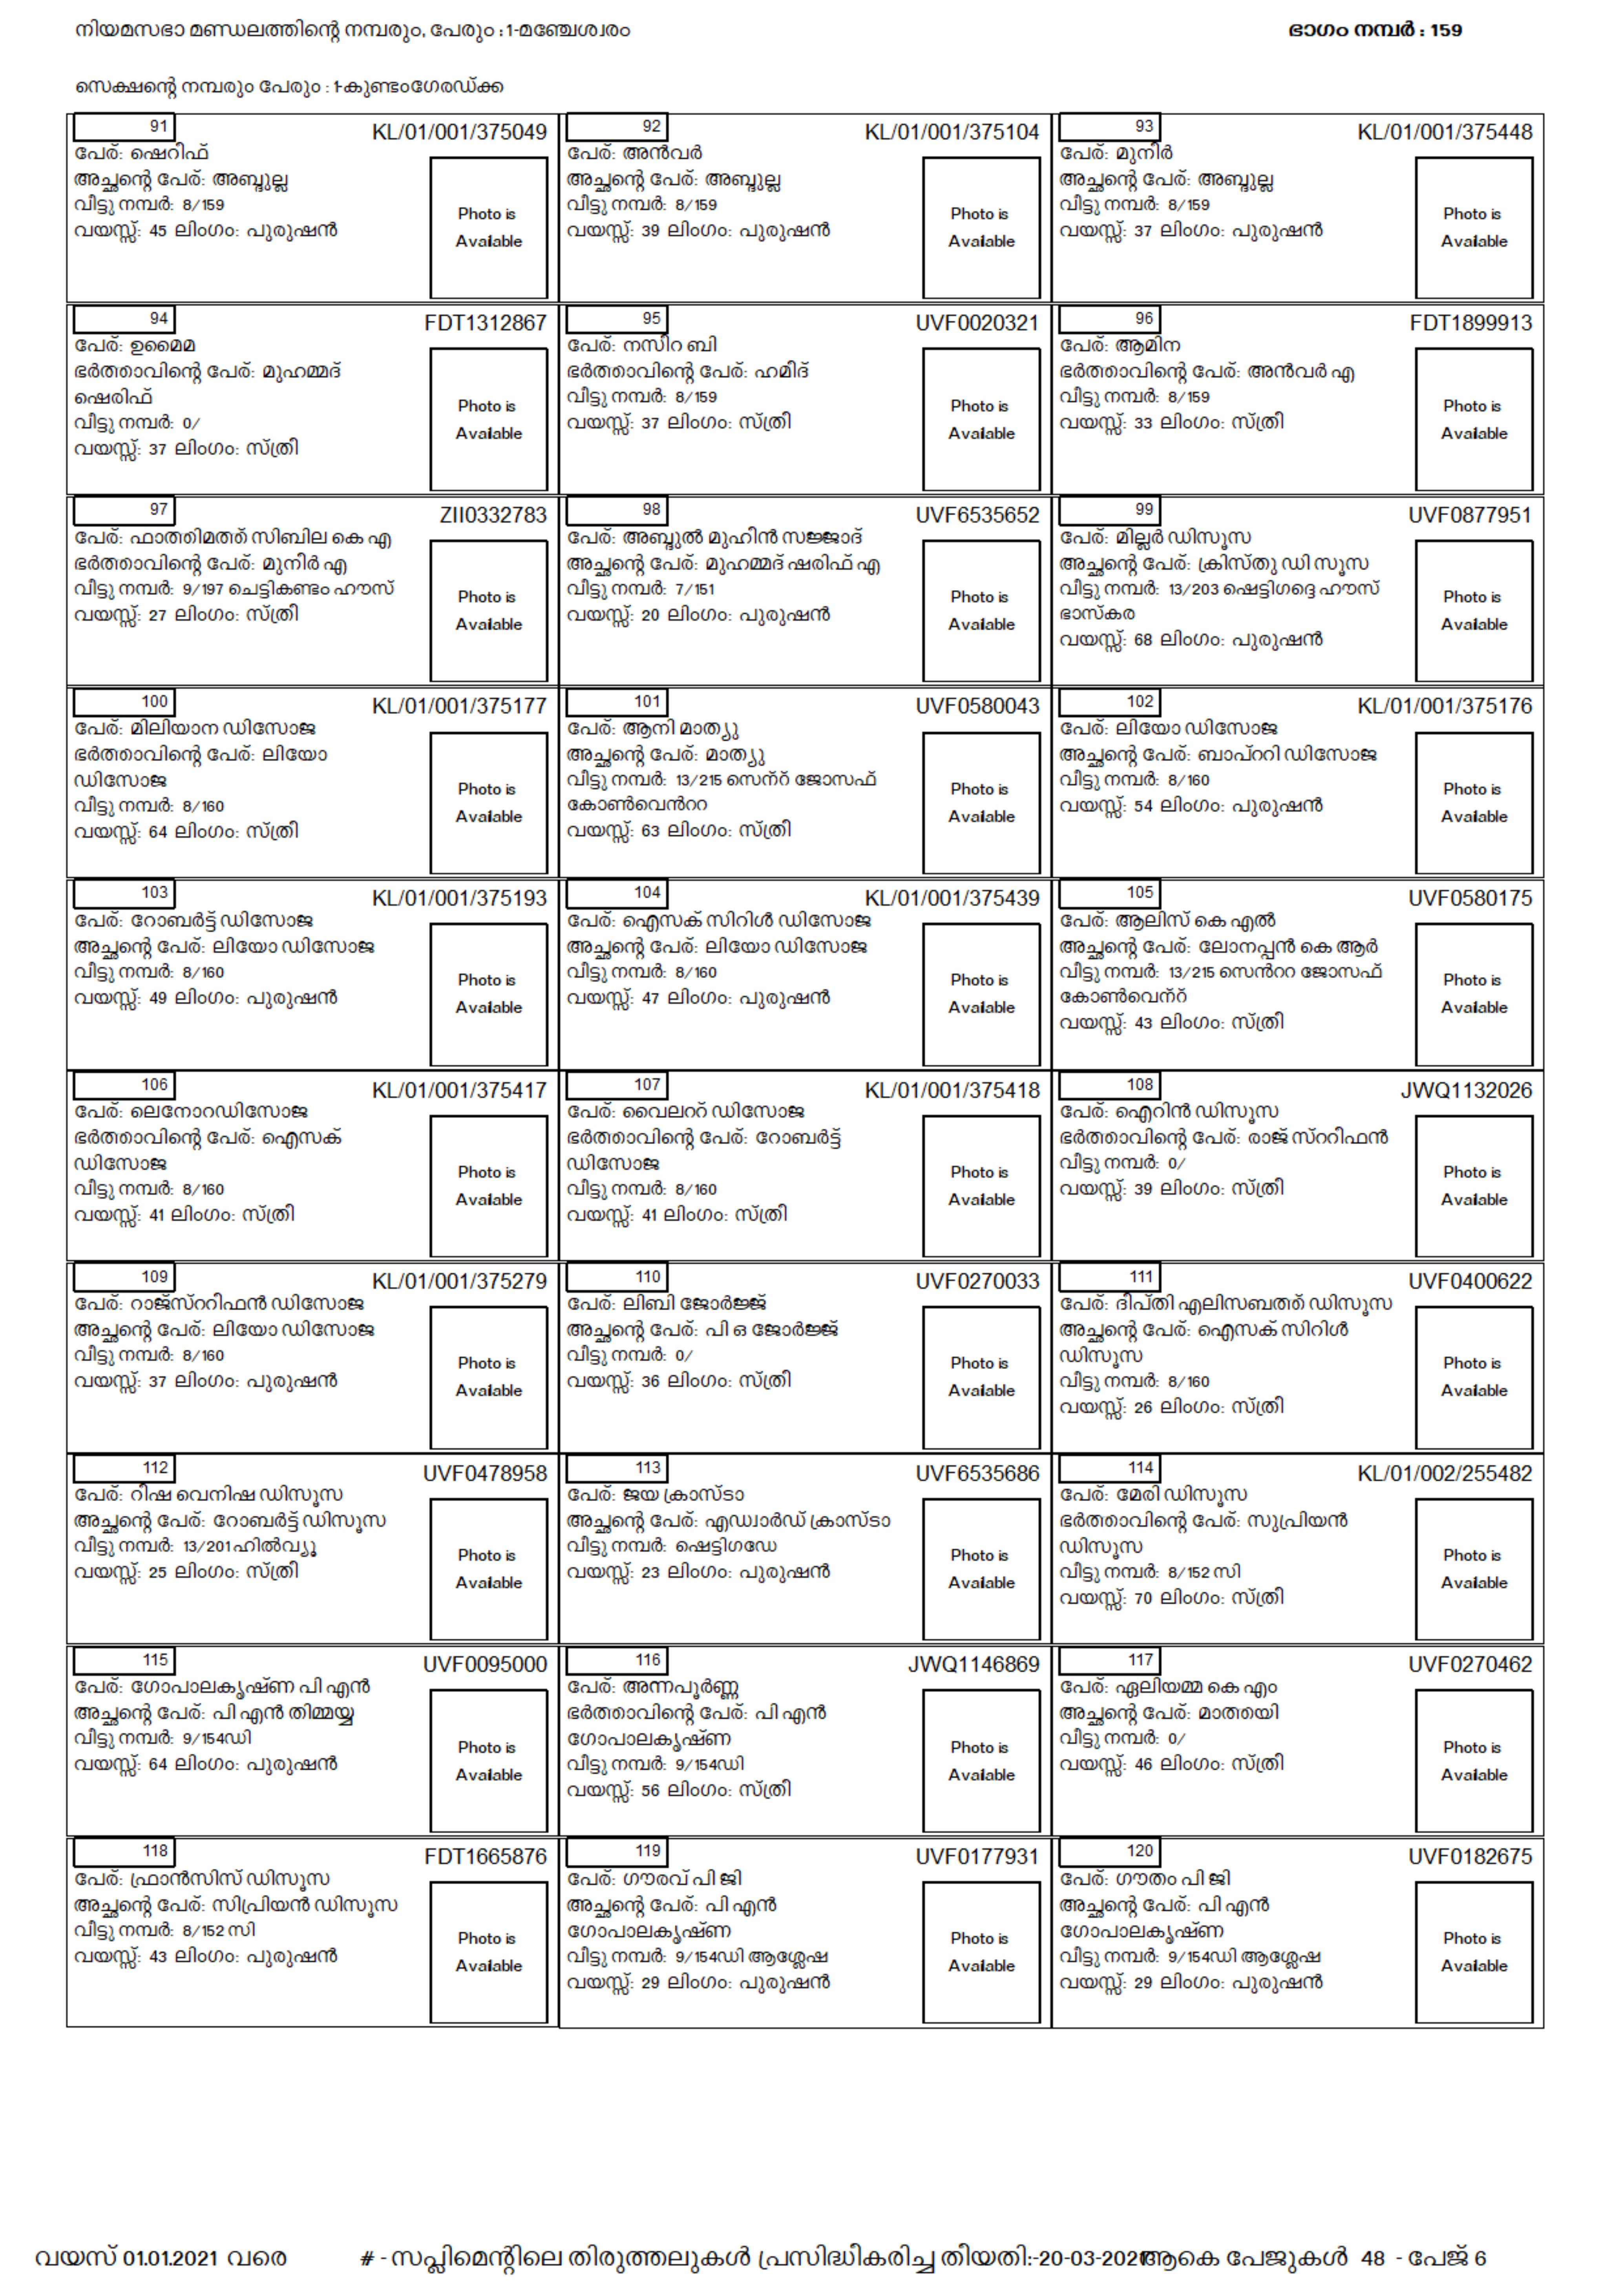 നിയമസഭാ മണ്ഡലത്തിന്റെ നമ്പരും, പേരും : 1-മഞ്ചേശ്വരം
ഭാഗം നമ്പർ : 159
സെക്ഷന്റെ നമ്പരും പേരും : 1-കുണ്ടംഗേരഡ്ക്ക
91
KL/01/001/375049
പേര്: ഷെറീഫ്
അച്ഛന്റെ പേര്: അബ്ദുല്ല
വീട്ടു നമ്പർ: 8/159
വയസ്സ്: 45 ലിംഗം: പുരുഷൻ
Photo is
Available
92
KL/01/001/375104
പേര്: അൻവർ
അച്ഛന്റെ പേര്: അബ്ദുല്ല
വീട്ടു നമ്പർ: 8/159
വയസ്സ്: 39 ലിംഗം: പുരുഷൻ
Photo is
Available
93
KL/01/001/375448
പേര്: മുനീർ
അച്ഛന്റെ പേര്: അബ്ദുല്ല
വീട്ടു നമ്പർ: 8/159
വയസ്സ്: 37 ലിംഗം: പുരുഷൻ
Photo is
Available
94
FDT1312867
പേര്: ഉമൈമ
ഭർത്താവിന്റെ പേര്: മുഹമ്മദ്
ഷെരിഫ്
വീട്ടു നമ്പർ: 0/
വയസ്സ്: 37 ലിംഗം: സ്ത്രീ
Photo is
Available
95
UVF0020321
പേര്: നസീറ ബി
ഭർത്താവിന്റെ പേര്: ഹമീദ്
വീട്ടു നമ്പർ: 8/159
വയസ്സ്: 37 ലിംഗം: സ്ത്രീ
Photo is
Available
96
FDT1899913
പേര്: ആമിന
ഭർത്താവിന്റെ പേര്: അൻവർ എ
വീട്ടു നമ്പർ: 8/159
വയസ്സ്: 33 ലിംഗം: സ്ത്രീ
Photo is
Available
97
ZII0332783
പേര്: ഫാത്തിമത്ത് സിബില കെ എ
ഭർത്താവിന്റെ പേര്: മുനിർ എ
വീട്ടു നമ്പർ: 9/197 ചെട്ടികണ്ടം ഹൗസ്
വയസ്സ്: 27 ലിംഗം: സ്ത്രീ
Photo is
Available
98
UVF6535652
പേര്: അബ്ദുൽ മുഹീൻ സജ്ജാദ്
അച്ഛന്റെ പേര്: മുഹമ്മദ് ഷരിഫ് എ
വീട്ടു നമ്പർ: 7/151
വയസ്സ്: 20 ലിംഗം: പുരുഷൻ
Photo is
Available
99
UVF0877951
പേര്: മില്ലർ ഡിസൂസ
അച്ഛന്റെ പേര്: ക്രിസ്തു ഡി സൂസ
വീട്ടു നമ്പർ: 13/203 ഷെട്ടിഗദ്ദെ ഹൗസ്
ഭാസ്കര
വയസ്സ്: 68 ലിംഗം: പുരുഷൻ
Photo is
Available
100
KL/01/001/375177
പേര്: മിലിയാന ഡിസോജ
ഭർത്താവിന്റെ പേര്: ലിയോ
ഡിസോജ
വീട്ടു നമ്പർ: 8/160
വയസ്സ്: 64 ലിംഗം: സ്ത്രീ
Photo is
Available
101
UVF0580043
പേര്: ആനി മാത്യു
അച്ഛന്റെ പേര്: മാത്യു
വീട്ടു നമ്പർ: 13/215 സെന്റ് ജോസഫ്
കോൺവെൻററ
വയസ്സ്: 63 ലിംഗം: സ്ത്രീ
Photo is
Available
102
KL/01/001/375176
പേര്: ലിയോ ഡിസോജ
അച്ഛന്റെ പേര്: ബാപ്ററി ഡിസോജ
വീട്ടു നമ്പർ: 8/160
വയസ്സ്: 54 ലിംഗം: പുരുഷൻ
Photo is
Available
103
KL/01/001/375193
പേര്: റോബർട്ട് ഡിസോജ
അച്ഛന്റെ പേര്: ലിയോ ഡിസോജ
വീട്ടു നമ്പർ: 8/160
വയസ്സ്: 49 ലിംഗം: പുരുഷൻ
Photo is
Available
104
KL/01/001/375439
പേര്: ഐസക് സിറിൾ ഡിസോജ
അച്ഛന്റെ പേര്: ലിയോ ഡിസോജ
വീട്ടു നമ്പർ: 8/160
വയസ്സ്: 47 ലിംഗം: പുരുഷൻ
Photo is
Available
105
UVF0580175
പേര്: ആലിസ് കെ എൽ
അച്ഛന്റെ പേര്: ലോനപ്പൻ കെ ആർ
വീട്ടു നമ്പർ: 13/215 സെൻററ ജോസഫ്
കോൺവെന്റ്
വയസ്സ്: 43 ലിംഗം: സ്ത്രീ
Photo is
Available
106
KL/01/001/375417
പേര്: ലെനോറഡിസോജ
ഭർത്താവിന്റെ പേര്: ഐസക്
ഡിസോജ
വീട്ടു നമ്പർ: 8/160
വയസ്സ്: 41 ലിംഗം: സ്ത്രീ
Photo is
Available
107
KL/01/001/375418
പേര്: വൈലററ് ഡിസോജ
ഭർത്താവിന്റെ പേര്: റോബർട്ട്
ഡിസോജ
വീട്ടു നമ്പർ: 8/160
വയസ്സ്: 41 ലിംഗം: സ്ത്രീ
Photo is
Available
108
JWQ1132026
പേര്: ഐറിൻ ഡിസൂസ
ഭർത്താവിന്റെ പേര്: രാജ് സ്ററീഫൻ
വീട്ടു നമ്പർ: 0/
വയസ്സ്: 39 ലിംഗം: സ്ത്രീ
Photo is
Available
109
KL/01/001/375279
പേര്: റാജ്സ്ററീഫൻ ഡിസോജ
അച്ഛന്റെ പേര്: ലിയോ ഡിസോജ
വീട്ടു നമ്പർ: 8/160
വയസ്സ്: 37 ലിംഗം: പുരുഷൻ
Photo is
Available
110
UVF0270033
പേര്: ലിബി ജോർജ്ജ്
അച്ഛന്റെ പേര്: പി ഒ ജോർജ്ജ്
വീട്ടു നമ്പർ: 0/
വയസ്സ്: 36 ലിംഗം: സ്ത്രീ
Photo is
Available
111
UVF0400622
പേര്: ദീപ്തി എലിസബത്ത് ഡിസൂസ
അച്ഛന്റെ പേര്: ഐസക് സിറിൾ
ഡിസൂസ
വീട്ടു നമ്പർ: 8/160
വയസ്സ്: 26 ലിംഗം: സ്ത്രീ
Photo is
Available
112
UVF0478958
പേര്: റീഷ വെനിഷ ഡിസൂസ
അച്ഛന്റെ പേര്: റോബർട്ട് ഡിസൂസ
വീട്ടു നമ്പർ: 13/201 ഹിൽവ്യൂ
വയസ്സ്: 25 ലിംഗം: സ്ത്രീ
Photo is
Available
113
UVF6535686
പേര്: ജയ ക്രാസ്ടാ
അച്ഛന്റെ പേര്: എഡ്വാർഡ് ക്രാസ്ടാ
വീട്ടു നമ്പർ: ഷെട്ടിഗഡേ
വയസ്സ്: 23 ലിംഗം: പുരുഷൻ
Photo is
Available
114
KL/01/002/255482
പേര്: മേരി ഡിസൂസ
ഭർത്താവിന്റെ പേര്: സുപ്രിയൻ
ഡിസൂസ
വീട്ടു നമ്പർ: 8/152 സി
വയസ്സ്: 70 ലിംഗം: സ്ത്രീ
Photo is
Available
115
UVF0095000
പേര്: ഗോപാലകൃഷ്ണ പി എൻ
അച്ഛന്റെ പേര്: പി എൻ തിമ്മയ്യ
വീട്ടു നമ്പർ: 9/154ഡി
വയസ്സ്: 64 ലിംഗം: പുരുഷൻ
Photo is
Available
116
JWQ1146869
പേര്: അന്നപൂർണ്ണ
ഭർത്താവിന്റെ പേര്: പി എൻ
ഗോപാലകൃഷ്ണ
വീട്ടു നമ്പർ: 9/154ഡി
വയസ്സ്: 56 ലിംഗം: സ്ത്രീ
Photo is
Available
117
UVF0270462
പേര്: ഏലിയമ്മ കെ എം
അച്ഛന്റെ പേര്: മാത്തയി
വീട്ടു നമ്പർ: 0/
വയസ്സ്: 46 ലിംഗം: സ്ത്രീ
Photo is
Available
118
FDT1665876
പേര്: ഫ്രാൻസിസ് ഡിസൂസ
അച്ഛന്റെ പേര്: സിപ്രിയൻ ഡിസൂസ
വീട്ടു നമ്പർ: 8/152 സി
വയസ്സ്: 43 ലിംഗം: പുരുഷൻ
Photo is
Available
119
UVF0177931
പേര്: ഗൗരവ് പി ജി
അച്ഛന്റെ പേര്: പി എൻ
ഗോപാലകൃഷ്ണ
വീട്ടു നമ്പർ: 9/154ഡി ആശ്ലേഷ
വയസ്സ്: 29 ലിംഗം: പുരുഷൻ
Photo is
Available
120
UVF0182675
പേര്: ഗൗതം പി ജി
അച്ഛന്റെ പേര്: പി എൻ
ഗോപാലകൃഷ്ണ
വീട്ടു നമ്പർ: 9/154ഡി ആശ്ലേഷ
വയസ്സ്: 29 ലിംഗം: പുരുഷൻ
Photo is
Available
വയസ് 01.01.2021 വരെ
# - സപ്ലിമെന്റിലെ തിരുത്തലുകൾ പ്രസിദ്ധീകരിച്ച തീയതി:-20-03-2021
ആകെ പേജുകൾ 48 - പേജ് 6